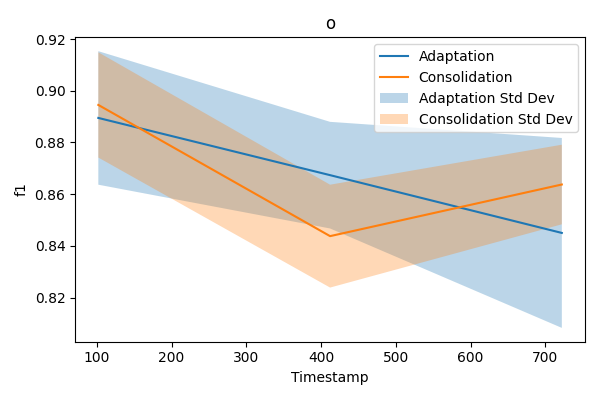 o
0.92
0.90
0.88
0.86
0.84
0.82
f1
100
200
300
400
500
600
700
Timestamp
Adaptation
Consolidation
Adaptation Std Dev
Consolidation Std Dev